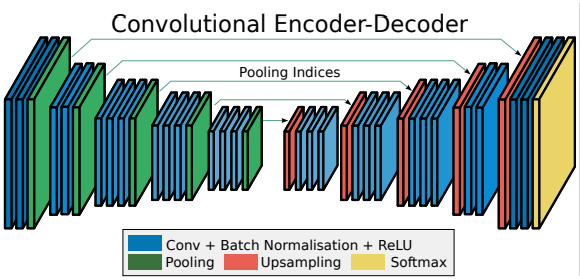 Convolutional Encoder-Decoder
Pooling Indices
Conv + Batch Normalisation + ReLU
Pooling Upsampling Softmax